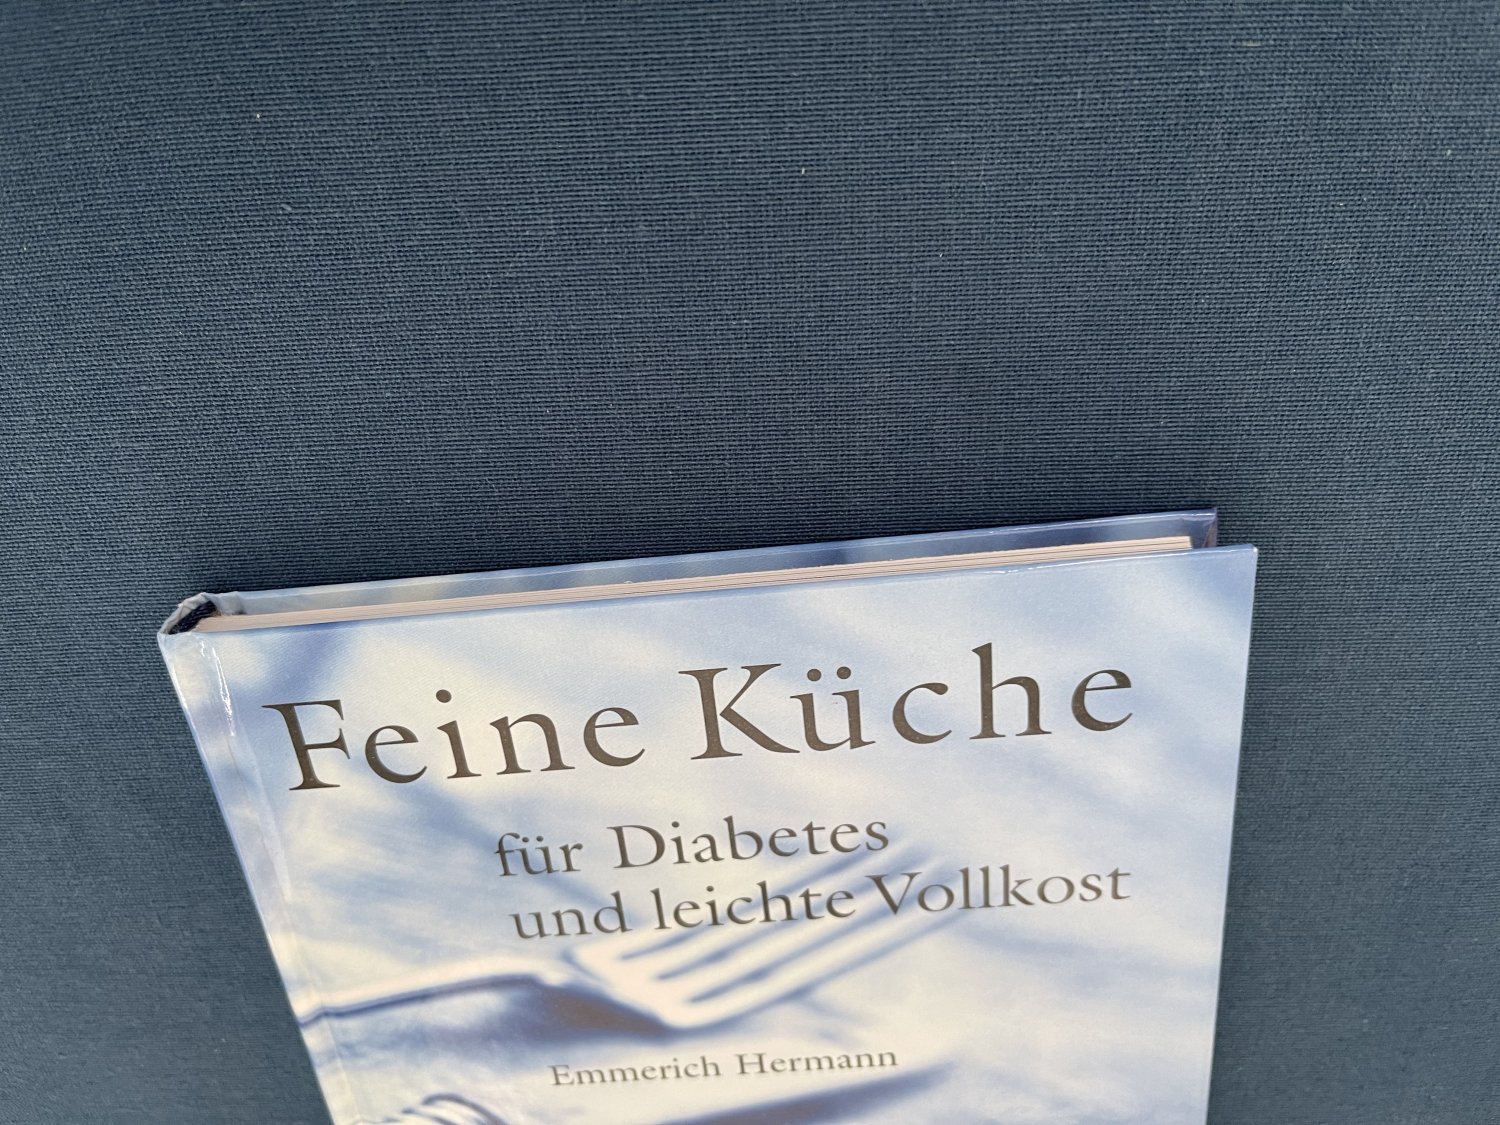 Feine Küche
für Diabetes
und leichte Vollkost
Emmerich Hermann